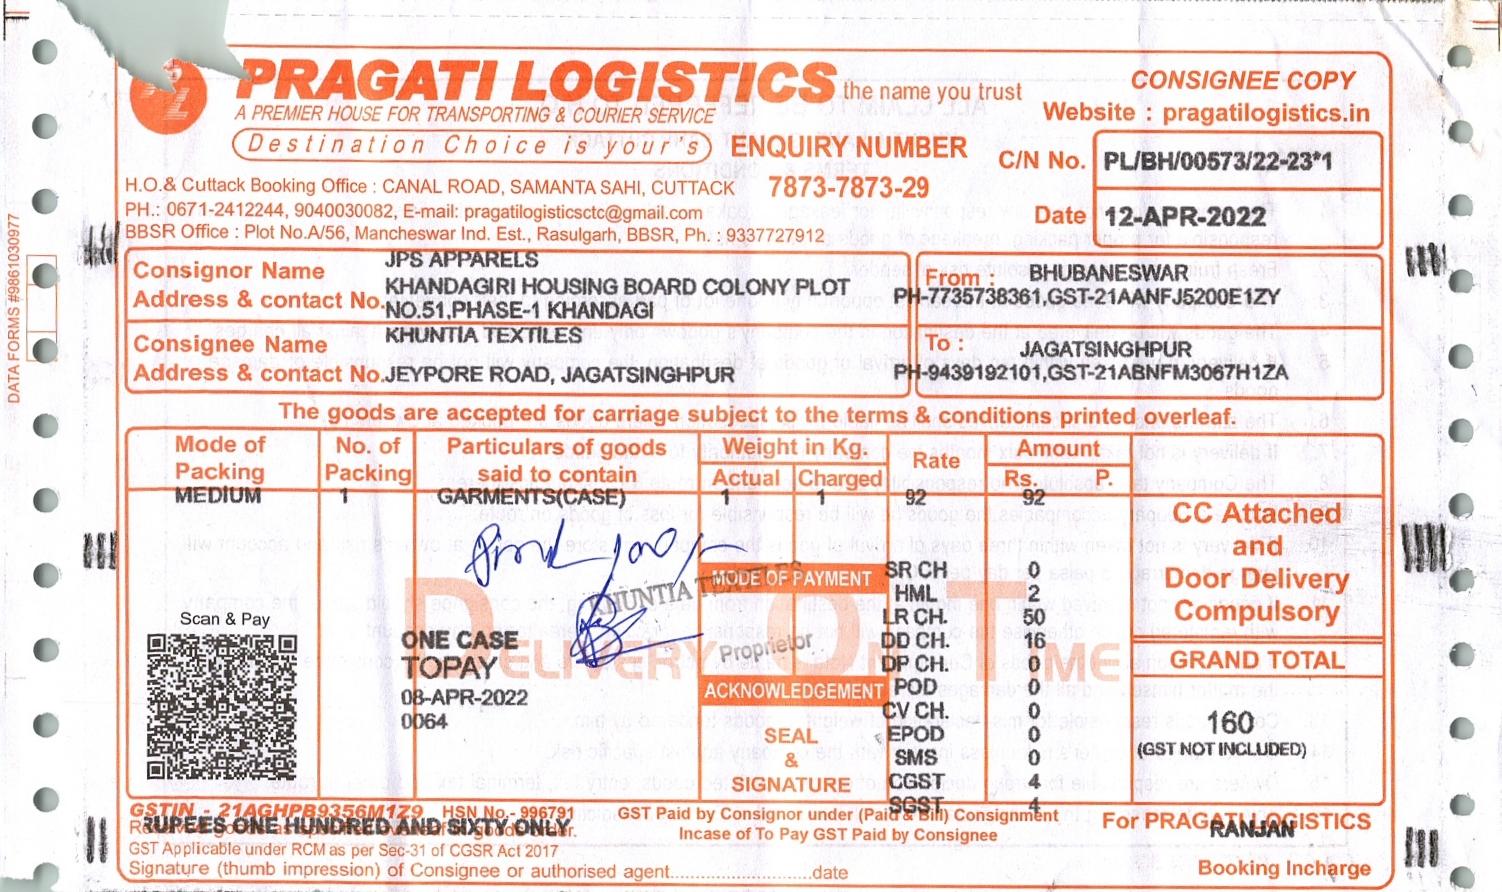 PRAGATI LOGISTICS the name you trust
A PREMIER HOUSE FOR TRANSPORTING & COURIER SERVICE
Destination Choice is your's
ENQUIRY NUMBER
7873-7873-29
CONSIGNEE COPY
Website : pragatilogistics.in
C/N No. PL/BH/00573/22-23*1
Date 12-APR-2022
H.O.& Cuttack Booking Office : CANAL ROAD, SAMANTA SAHI, CUTTACK
PH.: 0671-2412244, 9040030082, E-mail: pragatilogisticsctc@gmail.com
BBSR Office : Plot No.A/56, Mancheswar Ind. Est., Rasulgarh, BBSR, Ph. : 9337727912
DATA FORMS #9861030977
Consignor Name JPS APPARELS
Address & contact No. KHANDAGIRI HOUSING BOARD COLONY PLOT
NO.51,PHASE-1 KHANDAGI
From : BHUBANESWAR
PH-7735738361,GST-21AANFJ5200E1ZY
Consignee Name KHUNTIA TEXTILES
Address & contact No. JEYPORE ROAD, JAGATSINGHPUR
To : JAGATSINGHPUR
PH-9439192101,GST-21ABNFM3067H1ZA
The goods are accepted for carriage subject to the terms & conditions printed overleaf.
Mode of Packing No. of Packing Particulars of goods said to contain Weight in Kg. Actual Charged Rate Amount Rs. P.
MEDIUM 1 GARMENTS(CASE) 1 1 92 92
CC Attached
and
Door Delivery
Compulsory
MODE OF PAYMENT
KHUNTIA TEXTILES
Proprietor
DELIVERY ON TIME
SR CH 0
HML 2
LR CH. 50
DD CH. 16
DP CH. 0
POD 0
CV CH. 0
EPOD 0
SMS 0
CGST 4
SGST 4
Scan & Pay
ONE CASE
TOPAY
08-APR-2022
0064
ACKNOWLEDGEMENT
SEAL
&
SIGNATURE
GRAND TOTAL
160
(GST NOT INCLUDED)
GSTIN - 21AGHPB9356M1Z9 HSN No.- 996791
RUPEES ONE HUNDRED AND SIXTY ONLY
GST Paid by Consignor under (Paid & Bill) Consignment
Incase of To Pay GST Paid by Consignee
GST Applicable under RCM as per Sec-31 of CGSR Act 2017
Signature (thumb impression) of Consignee or authorised agent..............................date
For PRAGATI LOGISTICS
RANJAN
Booking Incharge